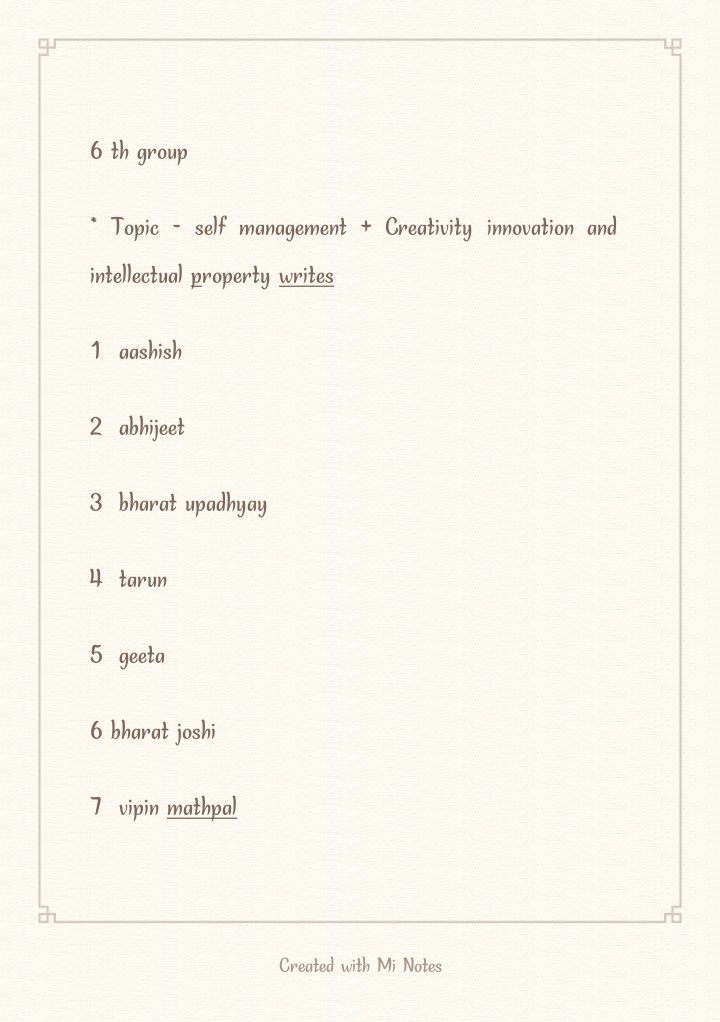 6 th group
* Topic - self management + Creativity innovation and
intellectual property writes
1 aashish
2 abhijeet
3 bharat upadhyay
4 tarun
5 geeta
6 bharat joshi
7 vipin mathpal
Created with Mi Notes